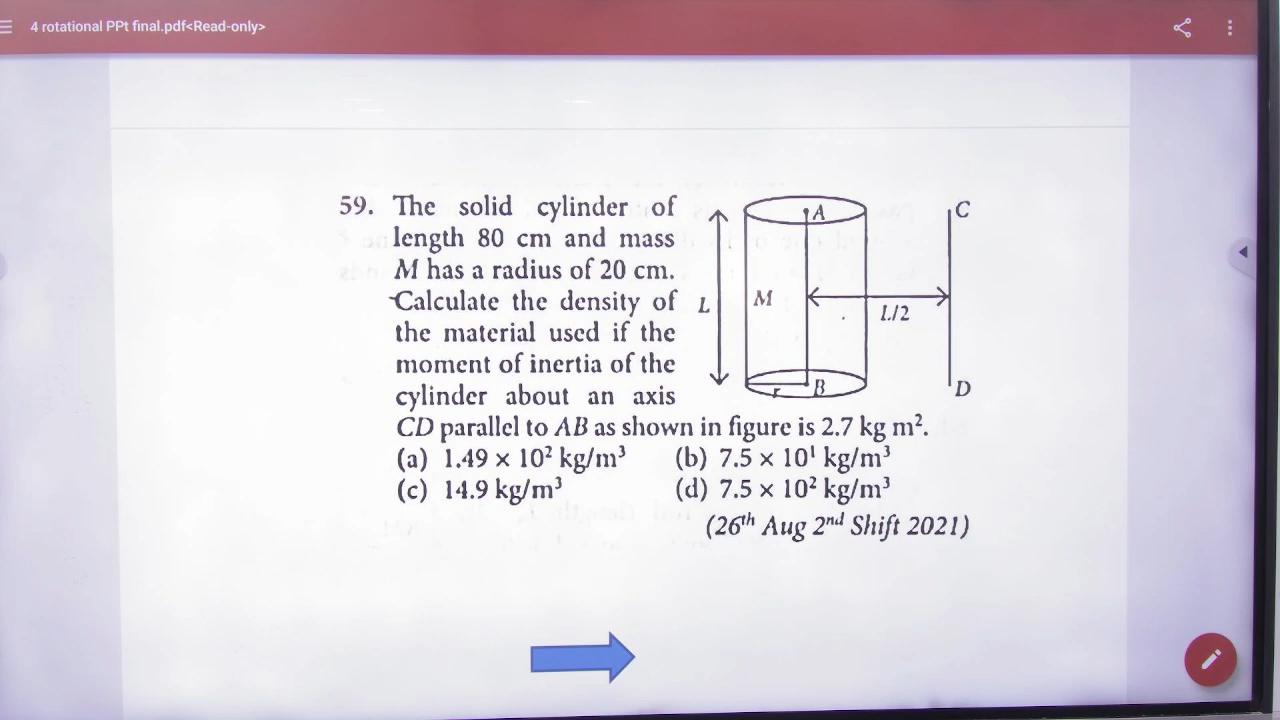 4 rotational PPt final.pdf<Read-only>
59. The solid cylinder of
length 80 cm and mass
M has a radius of 20 cm.
Calculate the density of
the material used if the
moment of inertia of the
cylinder about an axis
CD parallel to AB as shown in figure is 2.7 kg m².
(a) 1.49 × 10² kg/m³ (b) 7.5 × 10¹ kg/m³
(c) 14.9 kg/m³ (d) 7.5 × 10² kg/m³
(26th Aug 2nd Shift 2021)
A
C
L
M
L/2
r
B
D